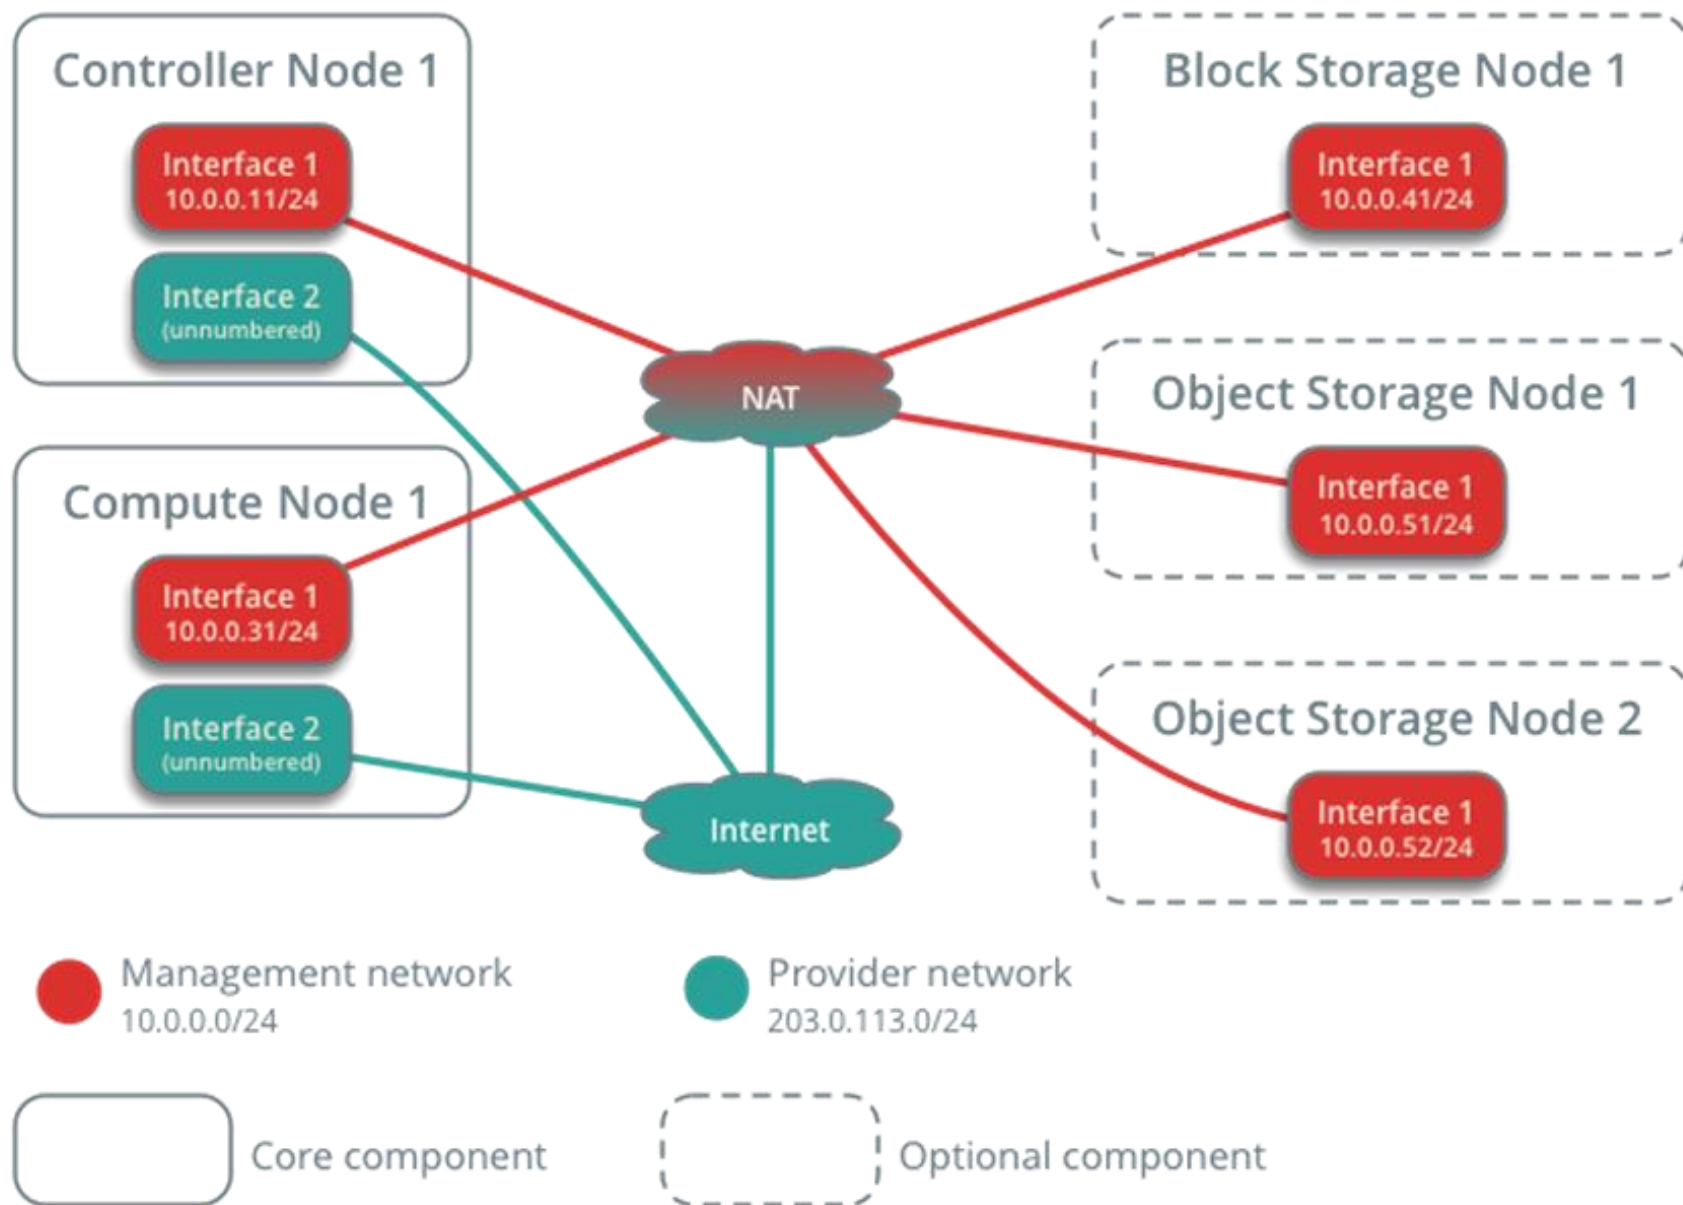 Controller Node 1
Interface 1
10.0.0.11/24
Interface 2
(unnumbered)
Compute Node 1
Interface 1
10.0.0.31/24
Interface 2
(unnumbered)
NAT
Internet
Block Storage Node 1
Interface 1
10.0.0.41/24
Object Storage Node 1
Interface 1
10.0.0.51/24
Object Storage Node 2
Interface 1
10.0.0.52/24
Management network
10.0.0.0/24
Provider network
203.0.113.0/24
Core component
Optional component